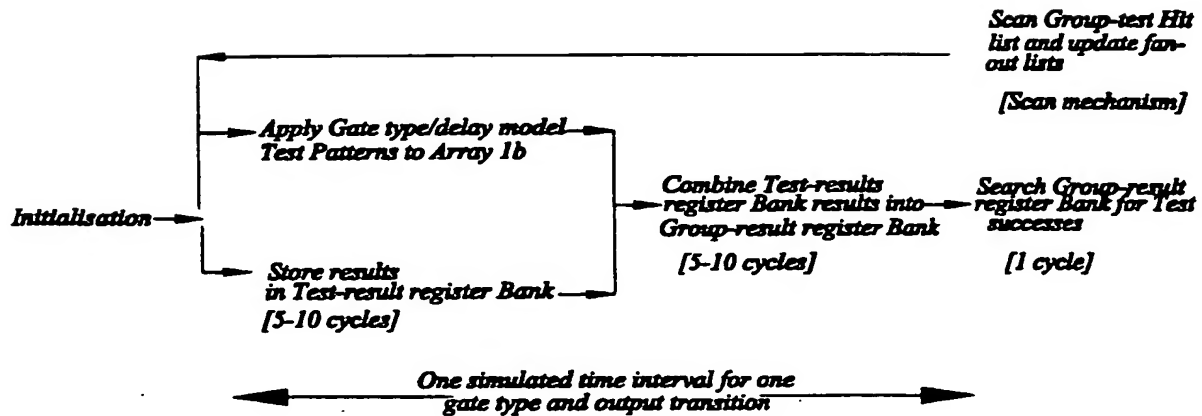 Scan Group-test Hit
list and update fan-
out lists
[Scan mechanism]
Apply Gate type/delay model
Test Patterns to Array 1b
Initialisation
Combine Test-results
register Bank results into
Group-result register Bank
[5-10 cycles]
Search Group-result
register Bank for Test
successes
[1 cycle]
Store results
in Test-result register Bank
[5-10 cycles]
One simulated time interval for one
gate type and output transition